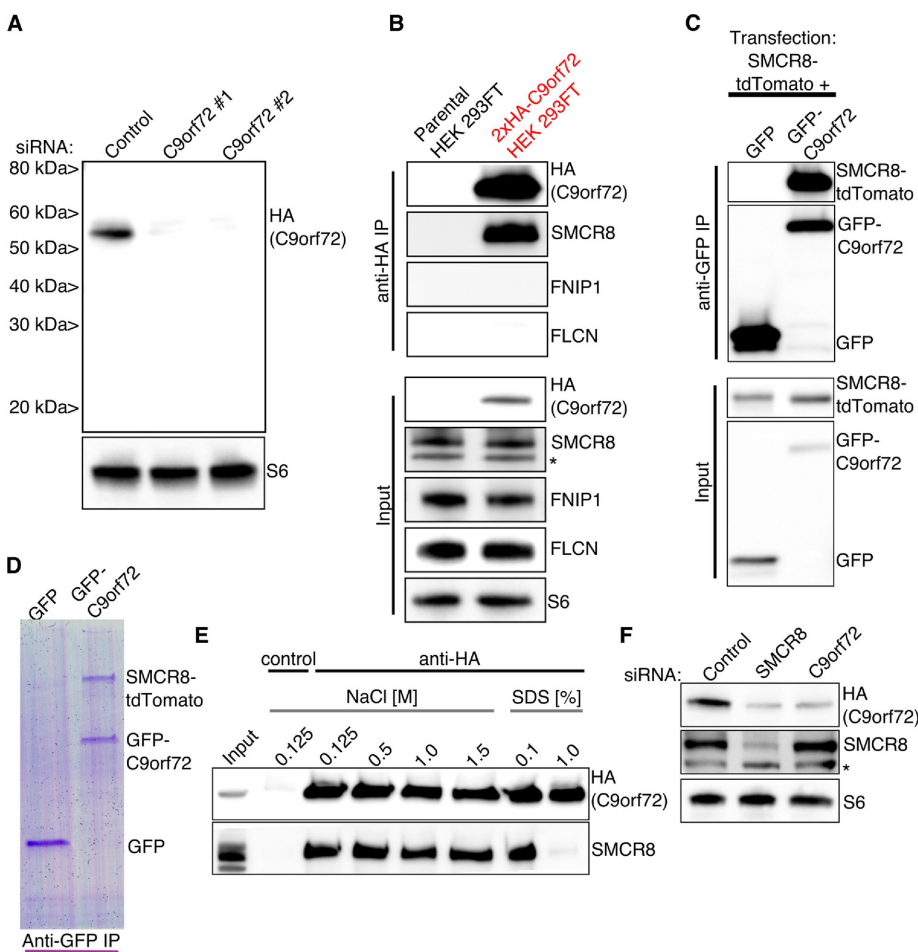 A
siRNA:
Control
C9orf72 #1
C9orf72 #2
80 kDa>
60 kDa>
50 kDa>
40 kDa>
30 kDa>
20 kDa>
HA
(C9orf72)
S6
B
Parental
HEK 293FT
2xHA-C9orf72
HEK 293FT
anti-HA IP
HA
(C9orf72)
SMCR8
FNIP1
FLCN
Input
HA
(C9orf72)
SMCR8
*
FNIP1
FLCN
S6
C
Transfection:
SMCR8-
tdTomato +
GFP
GFP-
C9orf72
anti-GFP IP
SMCR8-
tdTomato
GFP-
C9orf72
GFP
Input
SMCR8-
tdTomato
GFP-
C9orf72
GFP
D
GFP
GFP-
C9orf72
SMCR8-
tdTomato
GFP-
C9orf72
GFP
Anti-GFP IP
E
control
anti-HA
NaCl [M]
SDS [%]
Input
0.125
0.125
0.5
1.0
1.5
0.1
1.0
HA
(C9orf72)
SMCR8
F
siRNA:
Control
SMCR8
C9orf72
HA
(C9orf72)
SMCR8
*
S6